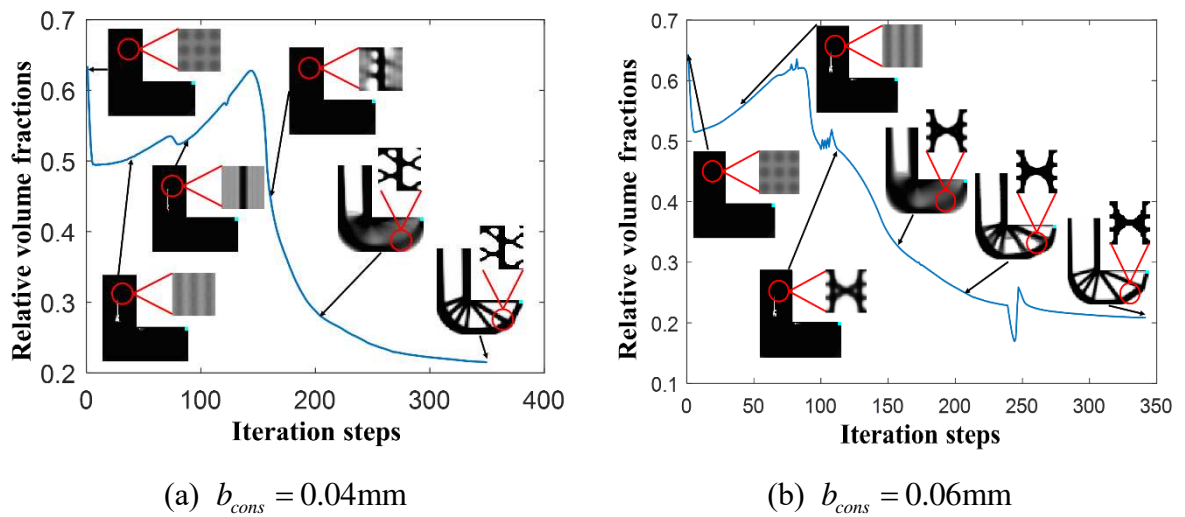 0.7
0.6
0.5
0.4
0.3
0.2
Relative volume fractions
0 100 200 300 400
Iteration steps
(a) b_cons = 0.04mm
0.7
0.6
0.5
0.4
0.3
0.2
0.1
Relative volume fractions
0 50 100 150 200 250 300 350
Iteration steps
(b) b_cons = 0.06mm